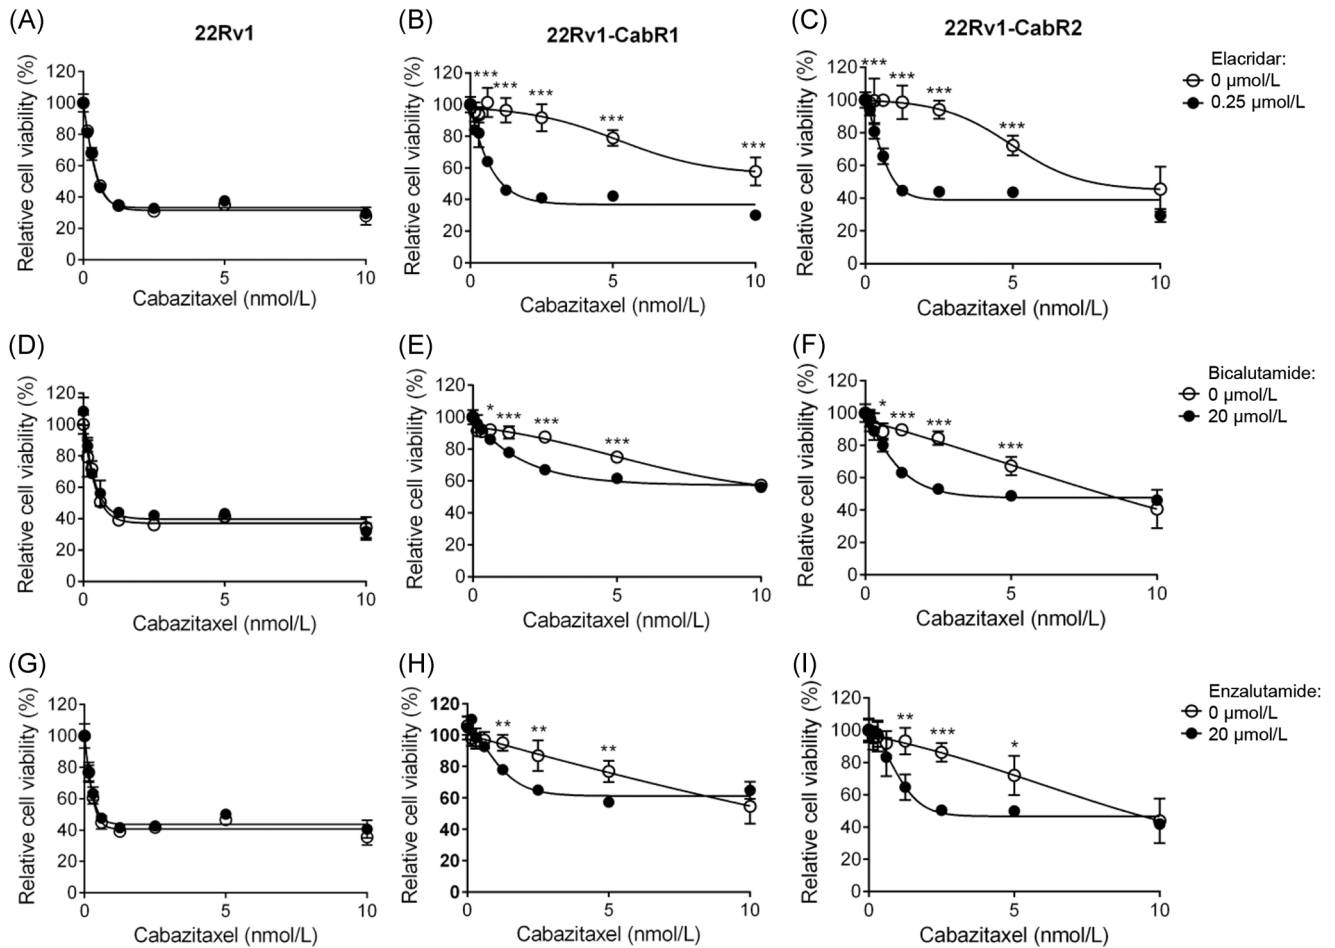 (A)
22Rv1
(B)
22Rv1-CabR1
(C)
22Rv1-CabR2
Elacridar:
0 μmol/L
0.25 μmol/L
Relative cell viability (%)
120
100
80
60
40
20
0
0 5 10
Cabazitaxel (nmol/L)
Relative cell viability (%)
120
100
80
60
40
20
0
*** *** *** *** ***
0 5 10
Cabazitaxel (nmol/L)
Relative cell viability (%)
120
100
80
60
40
20
0
*** *** *** ***
0 5 10
Cabazitaxel (nmol/L)
(D)
(E)
(F)
Bicalutamide:
0 μmol/L
20 μmol/L
Relative cell viability (%)
120
100
80
60
40
20
0
0 5 10
Cabazitaxel (nmol/L)
Relative cell viability (%)
120
100
80
60
40
20
0
* *** *** ***
0 5 10
Cabazitaxel (nmol/L)
Relative cell viability (%)
120
100
80
60
40
20
0
* *** *** ***
0 5 10
Cabazitaxel (nmol/L)
(G)
(H)
(I)
Enzalutamide:
0 μmol/L
20 μmol/L
Relative cell viability (%)
120
100
80
60
40
20
0
0 5 10
Cabazitaxel (nmol/L)
Relative cell viability (%)
120
100
80
60
40
20
0
** ** **
0 5 10
Cabazitaxel (nmol/L)
Relative cell viability (%)
120
100
80
60
40
20
0
** *** *
0 5 10
Cabazitaxel (nmol/L)